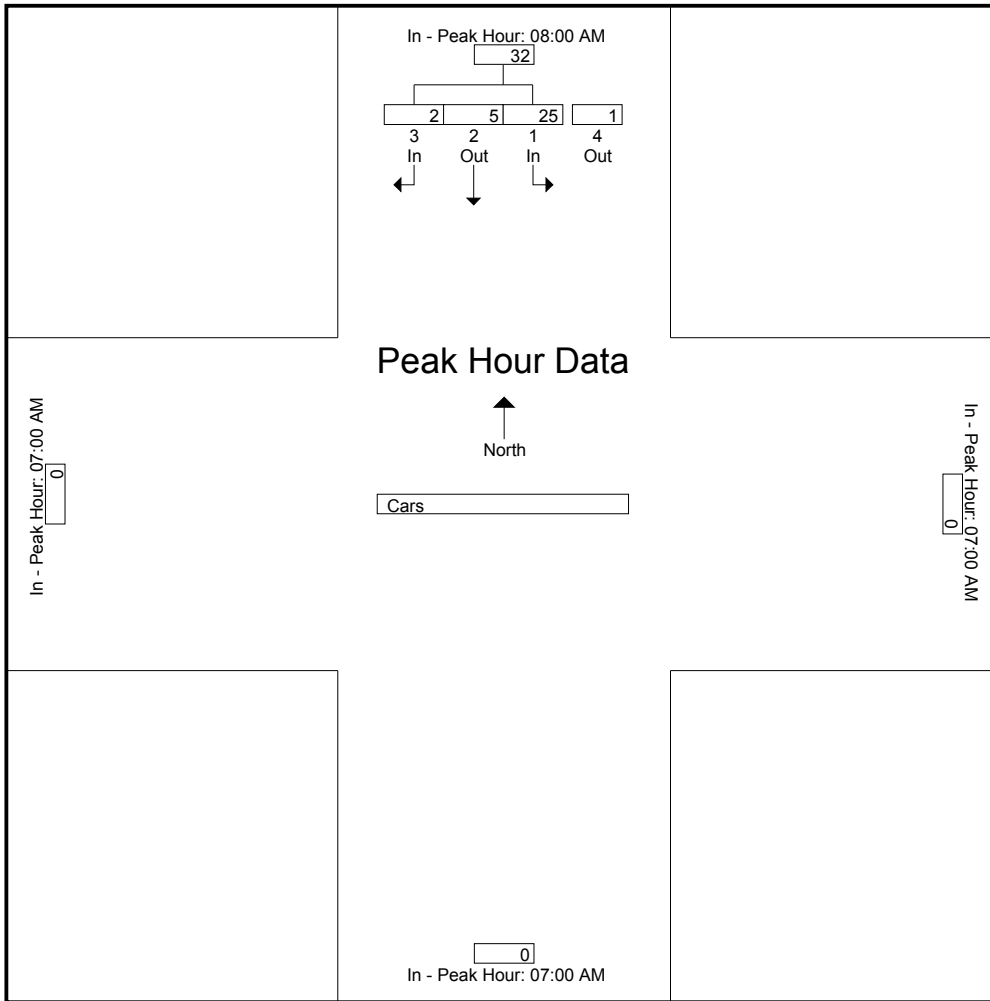 In - Peak Hour: 08:00 AM
32
2 5 25 1
3 2 1 4
In Out In Out
Peak Hour Data
North
In - Peak Hour: 07:00 AM
0
Cars
0
In - Peak Hour: 07:00 AM
0
In - Peak Hour: 07:00 AM